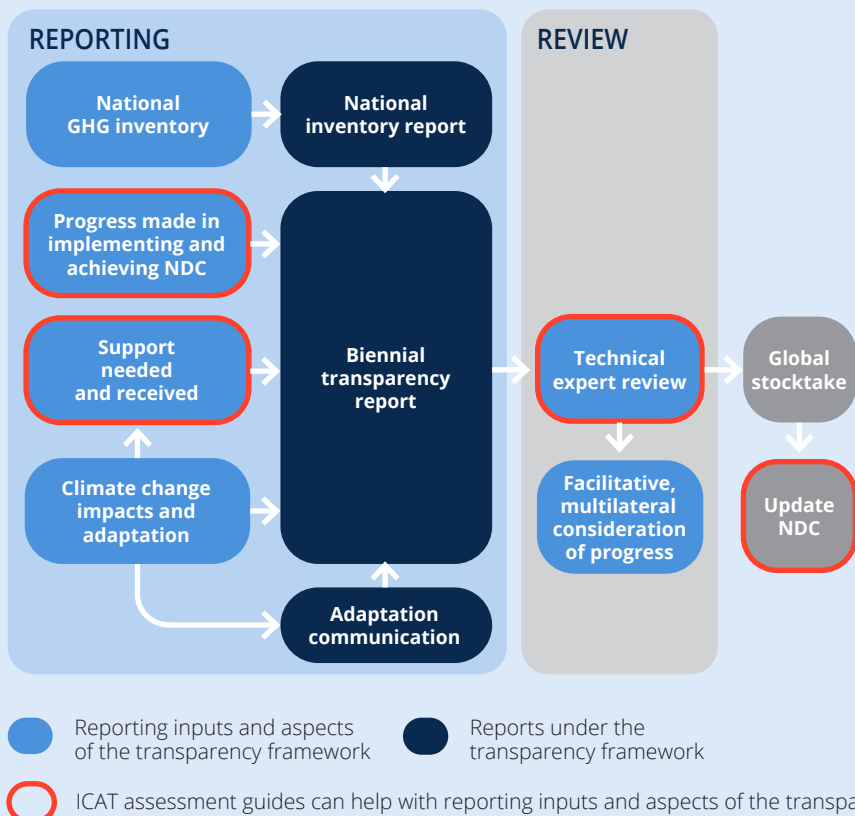 REPORTING
National
GHG inventory
National
inventory report
Progress made in
implementing and
achieving NDC
Support
needed
and received
Climate change
impacts and
adaptation
Biennial
transparency
report
Adaptation
communication
REVIEW
Technical
expert review
Facilitative,
multilateral
consideration
of progress
Global
stocktake
Update
NDC
Reporting inputs and aspects
of the transparency framework
Reports under the
transparency framework
ICAT assessment guides can help with reporting inputs and aspects of the